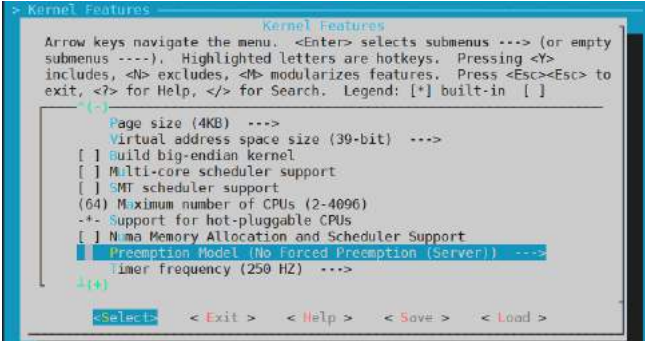 > Kernel Features
Kernel Features
Arrow keys navigate the menu. <Enter> selects submenus ---> (or empty
submenus ----). Highlighted letters are hotkeys. Pressing <Y>
includes, <N> excludes, <M> modularizes features. Press <Esc><Esc> to
exit, <?> for Help, </> for Search. Legend: [*] built-in [ ]
^(-)
Page size (4KB) --->
Virtual address space size (39-bit) --->
[ ] Build big-endian kernel
[ ] Multi-core scheduler support
[ ] SMT scheduler support
(64) Maximum number of CPUs (2-4096)
-*- Support for hot-pluggable CPUs
[ ] Numa Memory Allocation and Scheduler Support
Preemption Model (No Forced Preemption (Server)) --->
Timer frequency (250 HZ) --->
┴(+)
<Select> < Exit > < Help > < Save > < Load >